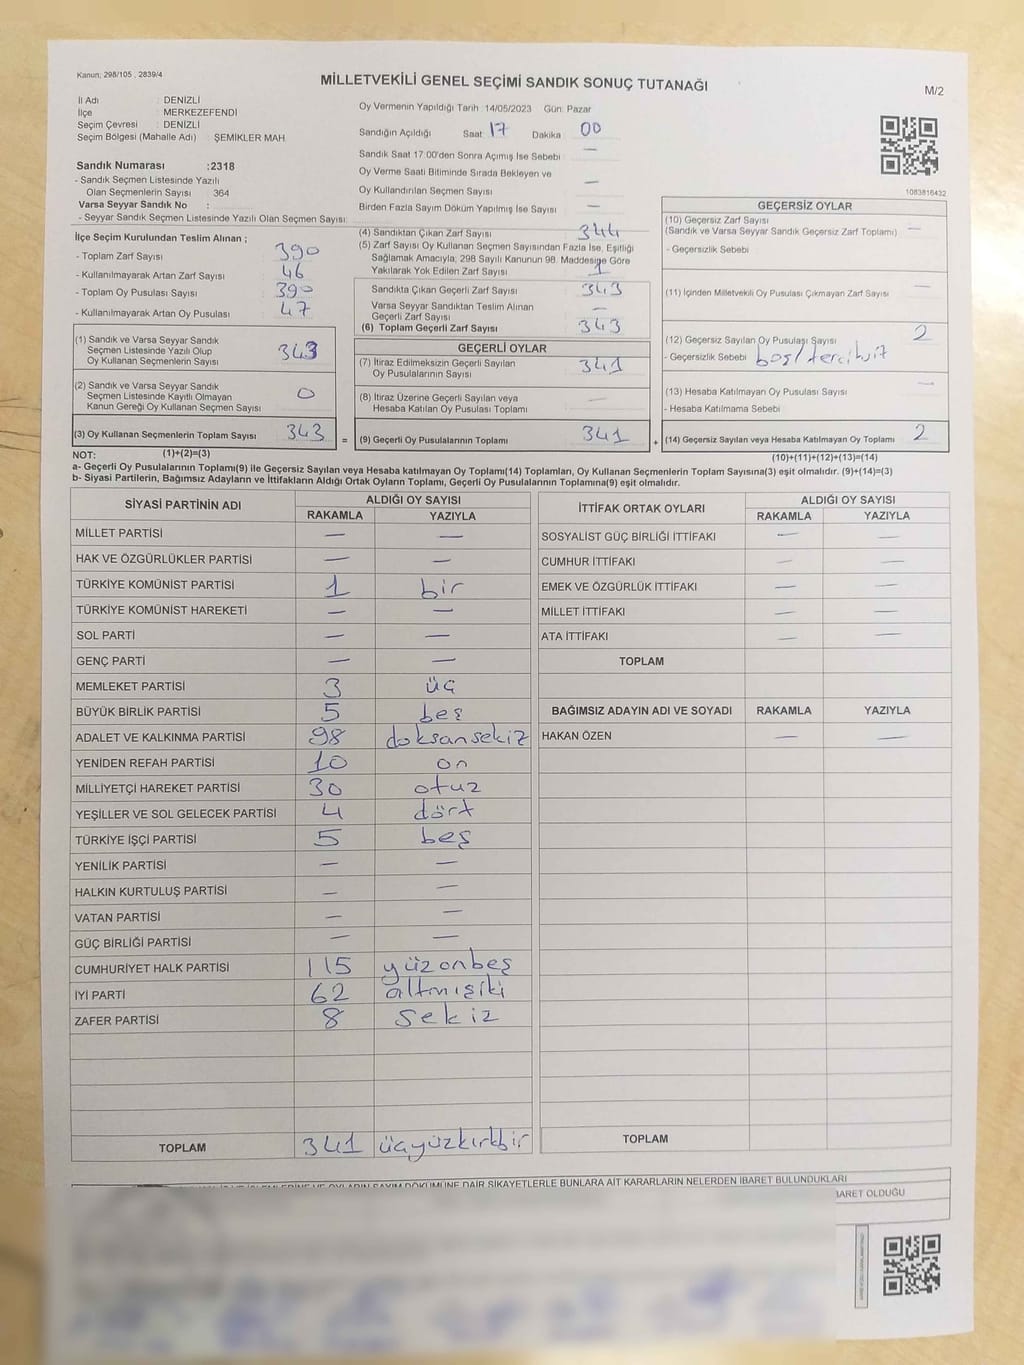 Kanun; 298/105 , 2839/4
MİLLETVEKİLİ GENEL SEÇİMİ SANDIK SONUÇ TUTANAĞI
M/2
İl Adı : DENİZLİ
İlçe : MERKEZEFENDİ
Seçim Çevresi : DENİZLİ
Seçim Bölgesi (Mahalle Adı) : ŞEMİKLER MAH
Sandık Numarası :2318
- Sandık Seçmen Listesinde Yazılı
Olan Seçmenlerin Sayısı : 364
Varsa Seyyar Sandık No :
- Seyyar Sandık Seçmen Listesinde Yazılı Olan Seçmen Sayısı:
Oy Vermenin Yapıldığı Tarih :14/05/2023 Gün: Pazar
Sandığın Açıldığı Saat 17 Dakika 00
Sandık Saat 17:00'den Sonra Açımış İse Sebebi : —
Oy Verme Saati Bitiminde Sırada Bekleyen ve
Oy Kullandırılan Seçmen Sayısı : —
Birden Fazla Sayım Döküm Yapılmış İse Sayısı : —
1083816432
İlçe Seçim Kurulundan Teslim Alınan ;
- Toplam Zarf Sayısı : 390
- Kullanılmayarak Artan Zarf Sayısı : 46
- Toplam Oy Pusulası Sayısı : 390
- Kullanılmayarak Artan Oy Pusulası : 47
(1) Sandık ve Varsa Seyyar Sandık
Seçmen Listesinde Yazılı Olup
Oy Kullanan Seçmenlerin Sayısı : 343
(2) Sandık ve Varsa Seyyar Sandık
Seçmen Listesinde Kayıtlı Olmayan
Kanun Gereği Oy Kullanan Seçmen Sayısı : 0
(3) Oy Kullanan Seçmenlerin Toplam Sayısı : 343
(1)+(2)=(3)
(4) Sandıktan Çıkan Zarf Sayısı : 344
(5) Zarf Sayısı Oy Kullanan Seçmen Sayısından Fazla İse, Eşitliği
Sağlamak Amacıyla; 298 Sayılı Kanunun 98. Maddesine Göre
Yakılarak Yok Edilen Zarf Sayısı : 1
Sandıkta Çıkan Geçerli Zarf Sayısı : 343
Varsa Seyyar Sandıktan Teslim Alınan
Geçerli Zarf Sayısı : —
(6) Toplam Geçerli Zarf Sayısı : 343
GEÇERLİ OYLAR
(7) İtiraz Edilmeksizin Geçerli Sayılan
Oy Pusulalarının Sayısı : 341
(8) İtiraz Üzerine Geçerli Sayılan veya
Hesaba Katılan Oy Pusulası Toplamı : —
= (9) Geçerli Oy Pusulalarının Toplamı : 341
GEÇERSİZ OYLAR
(10) Geçersiz Zarf Sayısı
(Sandık ve Varsa Seyyar Sandık Geçersiz Zarf Toplamı) : —
- Geçersizlik Sebebi :
(11) İçinden Milletvekili Oy Pusulası Çıkmayan Zarf Sayısı : —
(12) Geçersiz Sayılan Oy Pusulası Sayısı : 2
- Geçersizlik Sebebi : boş/
(13) Hesaba Katılmayan Oy Pusulası Sayısı : —
- Hesaba Katılmama Sebebi :
+ (14) Geçersiz Sayılan veya Hesaba Katılmayan Oy Toplamı : 2
(10)+(11)+(12)+(13)=(14)
NOT:
a- Geçerli Oy Pusulalarının Toplamı(9) ile Geçersiz Sayılan veya Hesaba katılmayan Oy Toplamı(14) Toplamları, Oy Kullanan Seçmenlerin Toplam Sayısına(3) eşit olmalıdır. (9)+(14)=(3)
b- Siyasi Partilerin, Bağımsız Adayların ve İttifakların Aldığı Ortak Oyların Toplamı, Geçerli Oy Pusulalarının Toplamına(9) eşit olmalıdır.
SİYASİ PARTİNİN ADI ALDIĞI OY SAYISI
RAKAMLA YAZIYLA
MİLLET PARTİSİ — —
HAK VE ÖZGÜRLÜKLER PARTİSİ — —
TÜRKİYE KOMÜNİST PARTİSİ 1 bir
TÜRKİYE KOMÜNİST HAREKETİ — —
SOL PARTİ — —
GENÇ PARTİ — —
MEMLEKET PARTİSİ 3 üç
BÜYÜK BİRLİK PARTİSİ 5 beş
ADALET VE KALKINMA PARTİSİ 98 doksansekiz
YENİDEN REFAH PARTİSİ 10 on
MİLLİYETÇİ HAREKET PARTİSİ 30 otuz
YEŞİLLER VE SOL GELECEK PARTİSİ 4 dört
TÜRKİYE İŞÇİ PARTİSİ 5 beş
YENİLİK PARTİSİ — —
HALKIN KURTULUŞ PARTİSİ — —
VATAN PARTİSİ — —
GÜÇ BİRLİĞİ PARTİSİ — —
CUMHURİYET HALK PARTİSİ 115 yüzonbeş
İYİ PARTİ 62 altmışiki
ZAFER PARTİSİ 8 sekiz
TOPLAM 341 üçyüzkırkbir
İTTİFAK ORTAK OYLARI ALDIĞI OY SAYISI
RAKAMLA YAZIYLA
SOSYALİST GÜÇ BİRLİĞİ İTTİFAKI — —
CUMHUR İTTİFAKI — —
EMEK VE ÖZGÜRLÜK İTTİFAKI — —
MİLLET İTTİFAKI — —
ATA İTTİFAKI — —
TOPLAM
BAĞIMSIZ ADAYIN ADI VE SOYADI RAKAMLA YAZIYLA
HAKAN ÖZEN — —
TOPLAM
VE OYLARIN SAYIM DÖKÜMÜNE DAİR ŞİKAYETLERLE BUNLARA AİT KARARLARIN NELERDEN İBARET BULUNDUKLARI
İBARET OLDUĞU